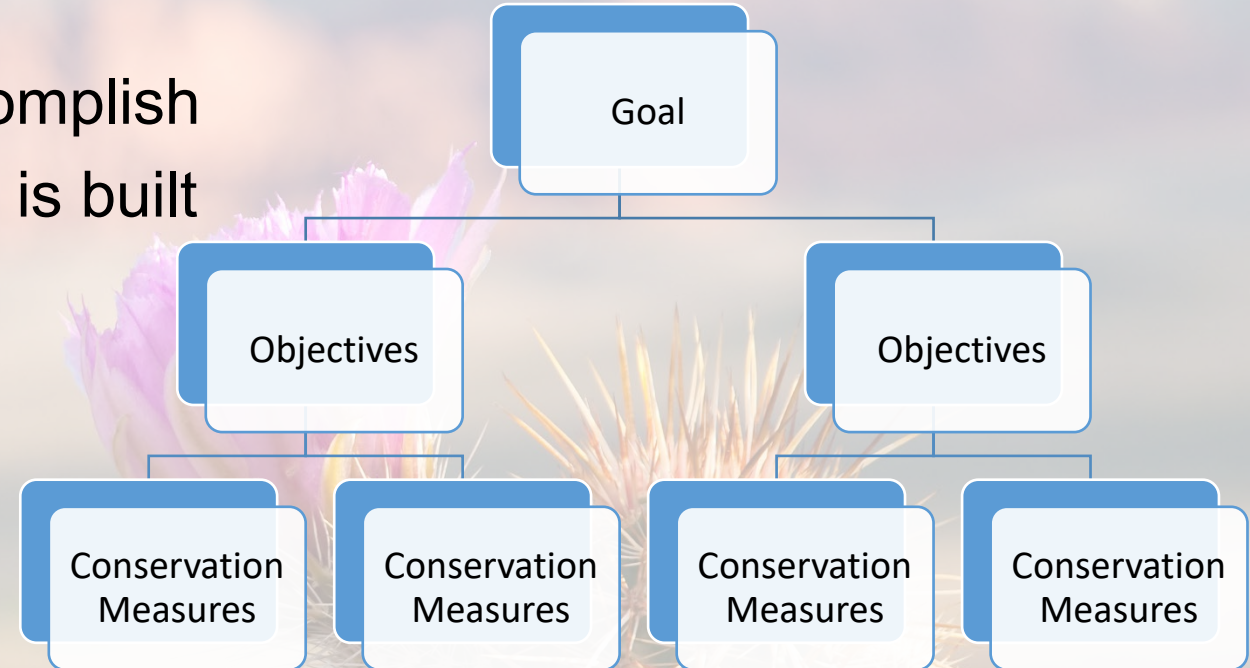 omplish
is built
Goal
Objectives
Objectives
Conservation
Measures
Conservation
Measures
Conservation
Measures
Conservation
Measures